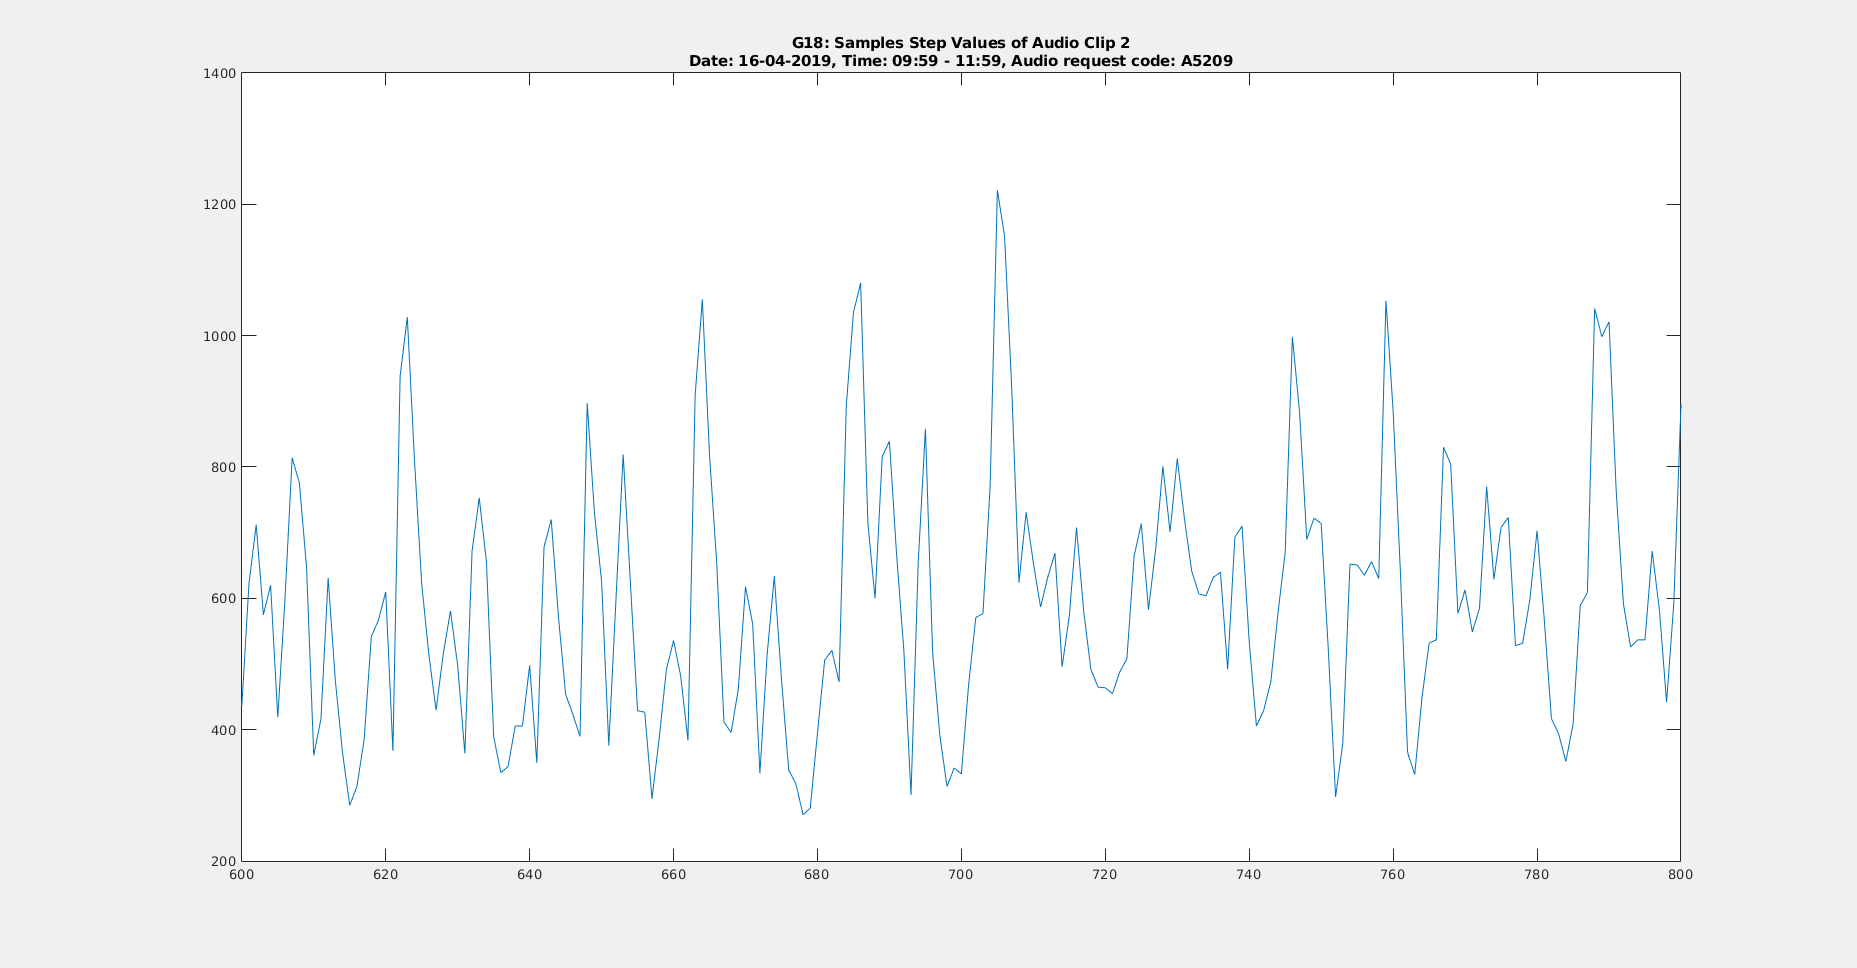 G18: Samples Step Values of Audio Clip 2
Date: 16-04-2019, Time: 09:59 - 11:59, Audio request code: A5209
1400
1200
1000
800
600
400
200
600 620 640 660 680 700 720 740 760 780 800